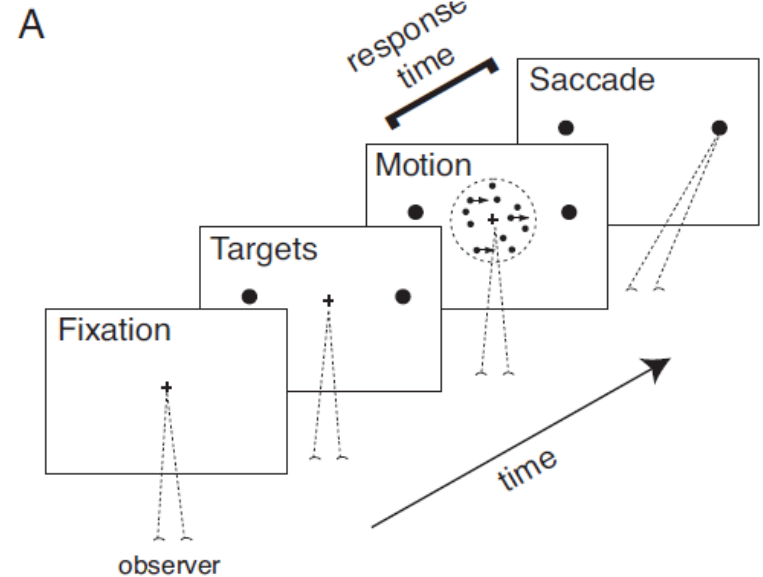 A
response
time
Saccade
Motion
Targets
Fixation
time
observer